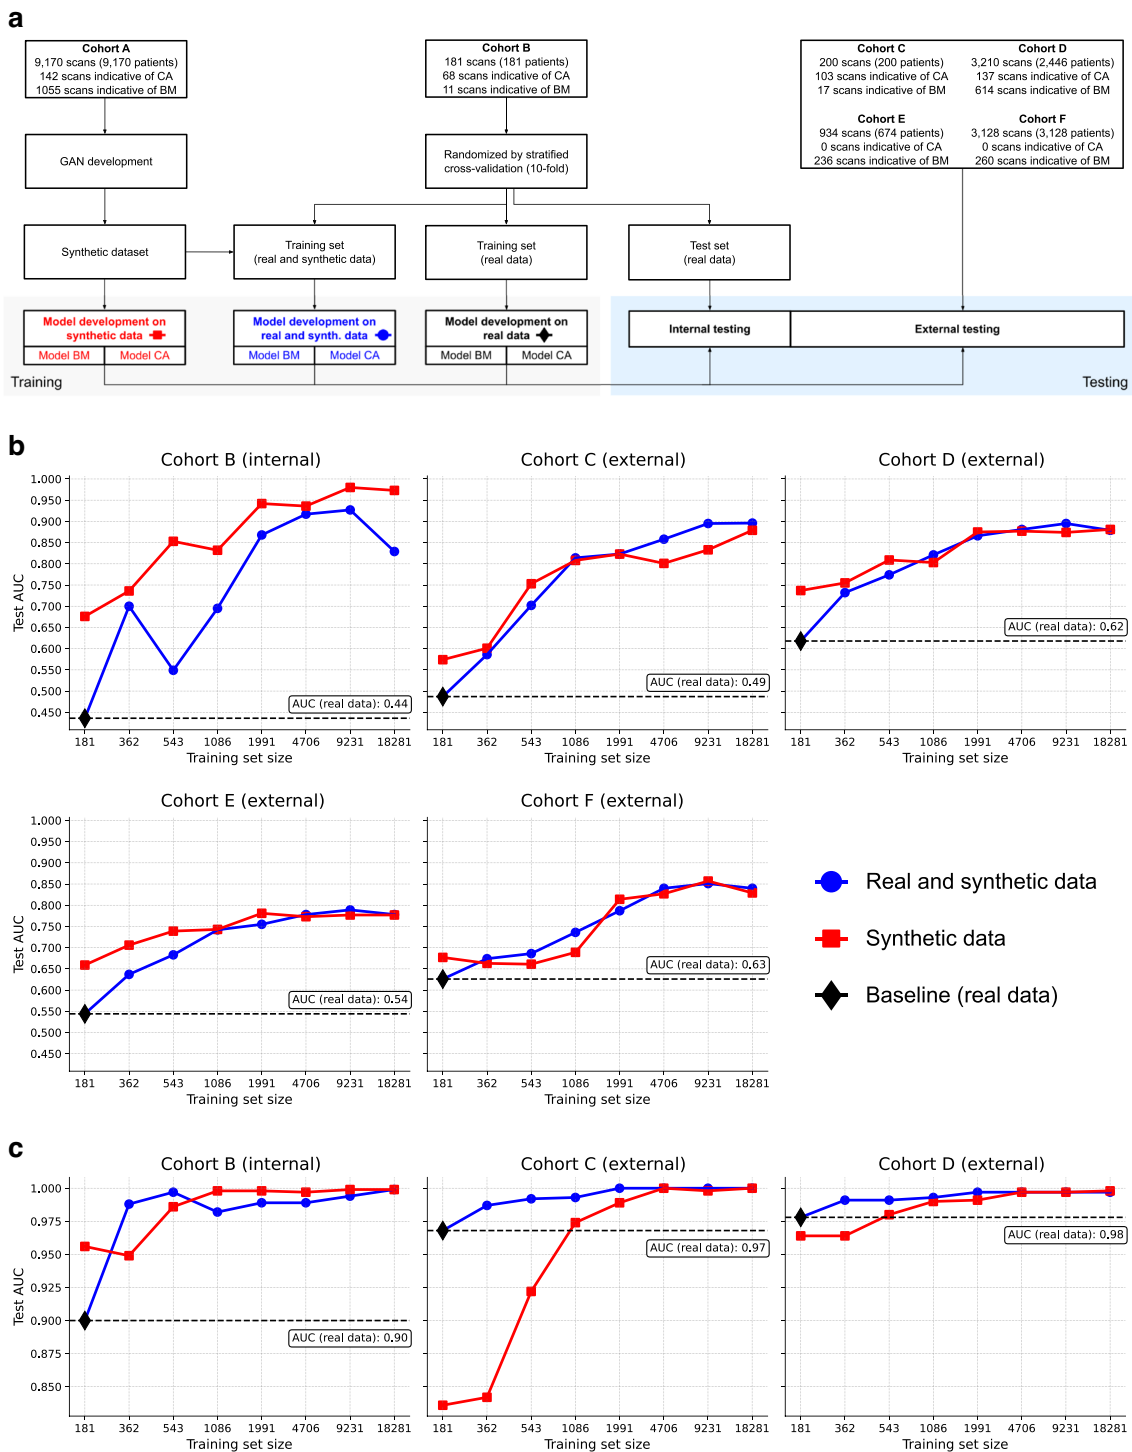 a
Cohort A
9,170 scans (9,170 patients)
142 scans indicative of CA
1055 scans indicative of BM
Cohort B
181 scans (181 patients)
68 scans indicative of CA
11 scans indicative of BM
Cohort C
200 scans (200 patients)
103 scans indicative of CA
17 scans indicative of BM
Cohort D
3,210 scans (2,446 patients)
137 scans indicative of CA
614 scans indicative of BM
Cohort E
934 scans (674 patients)
0 scans indicative of CA
236 scans indicative of BM
Cohort F
3,128 scans (3,128 patients)
0 scans indicative of CA
260 scans indicative of BM
GAN development
Randomized by stratified
cross-validation (10-fold)
Synthetic dataset
Training set
(real and synthetic data)
Training set
(real data)
Test set
(real data)
Model development on
synthetic data
Model BM
Model CA
Model development on
real and synth. data
Model BM
Model CA
Model development on
real data
Model BM
Model CA
Internal testing
External testing
Training
Testing
b
Cohort B (internal)
1.000
0.950
0.900
0.850
0.800
0.750
0.700
0.650
0.600
0.550
0.500
0.450
Test AUC
AUC (real data): 0.44
181 362 543 1086 1991 4706 9231 18281
Training set size
Cohort C (external)
AUC (real data): 0.49
181 362 543 1086 1991 4706 9231 18281
Training set size
Cohort D (external)
AUC (real data): 0.62
181 362 543 1086 1991 4706 9231 18281
Training set size
Cohort E (external)
1.000
0.950
0.900
0.850
0.800
0.750
0.700
0.650
0.600
0.550
0.500
0.450
Test AUC
AUC (real data): 0.54
181 362 543 1086 1991 4706 9231 18281
Training set size
Cohort F (external)
AUC (real data): 0.63
181 362 543 1086 1991 4706 9231 18281
Training set size
Real and synthetic data
Synthetic data
Baseline (real data)
c
Cohort B (internal)
1.000
0.975
0.950
0.925
0.900
0.875
0.850
Test AUC
AUC (real data): 0.90
181 362 543 1086 1991 4706 9231 18281
Training set size
Cohort C (external)
AUC (real data): 0.97
181 362 543 1086 1991 4706 9231 18281
Training set size
Cohort D (external)
AUC (real data): 0.98
181 362 543 1086 1991 4706 9231 18281
Training set size